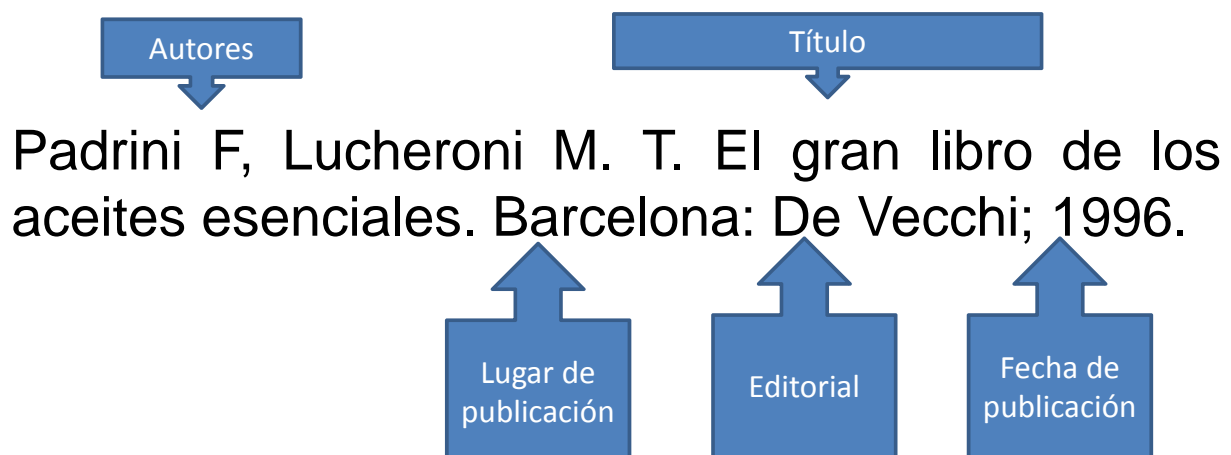 Autores
Título
Padrini F, Lucheroni M. T. El gran libro de los
aceites esenciales. Barcelona: De Vecchi; 1996.
Lugar de
publicación
Editorial
Fecha de
publicación